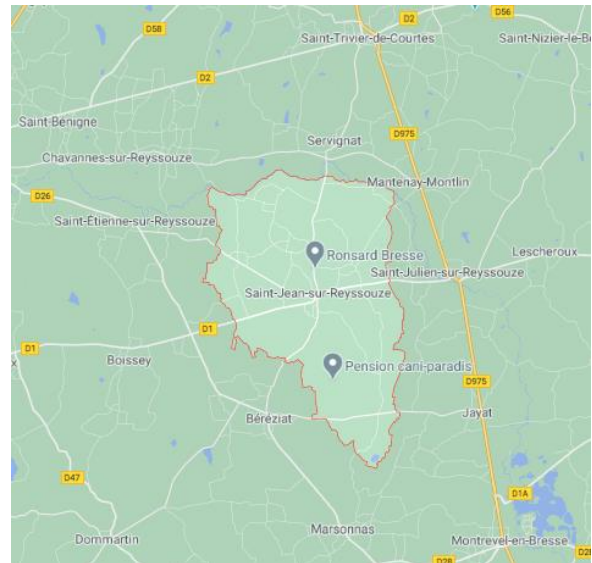 D2
D56
D58
Saint-Trivier-de-Courtes
Saint-Nizier-le-B
D2
Saint-Bénigne
D975
Servignat
Chavannes-sur-Reyssouze
Mantenay-Montlin
D26
Saint-Étienne-sur-Reyssouze
Ronsard Bresse
Lescheroux
Saint-Julien-sur-Reyssouze
Saint-Jean-sur-Reyssouze
D1
D1
Boissey
x
Pension cani-paradis
D975
Béréziat
Jayat
D47
D1A
Marsonnas
Dommartin
Montrevel-en-Bresse
D28
D28